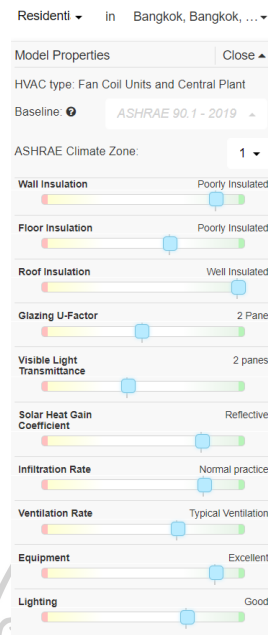 Residenti in Bangkok, Bangkok, ...
Model Properties Close
HVAC type: Fan Coil Units and Central Plant
Baseline: ? ASHRAE 90.1 - 2019
ASHRAE Climate Zone: 1
Wall Insulation Poorly Insulated
Floor Insulation Poorly Insulated
Roof Insulation Well Insulated
Glazing U-Factor 2 Pane
Visible Light 2 panes
Transmittance
Solar Heat Gain Reflective
Coefficient
Infiltration Rate Normal practice
Ventilation Rate Typical Ventilation
Equipment Excellent
Lighting Good